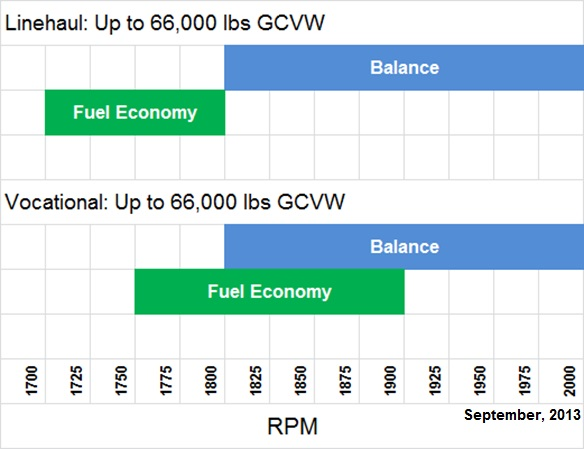 Linehaul: Up to 66,000 lbs GCVW
Balance
Fuel Economy
Vocational: Up to 66,000 lbs GCVW
Balance
Fuel Economy
1700 1725 1750 1775 1800 1825 1850 1875 1900 1925 1950 1975 2000
RPM
September, 2013